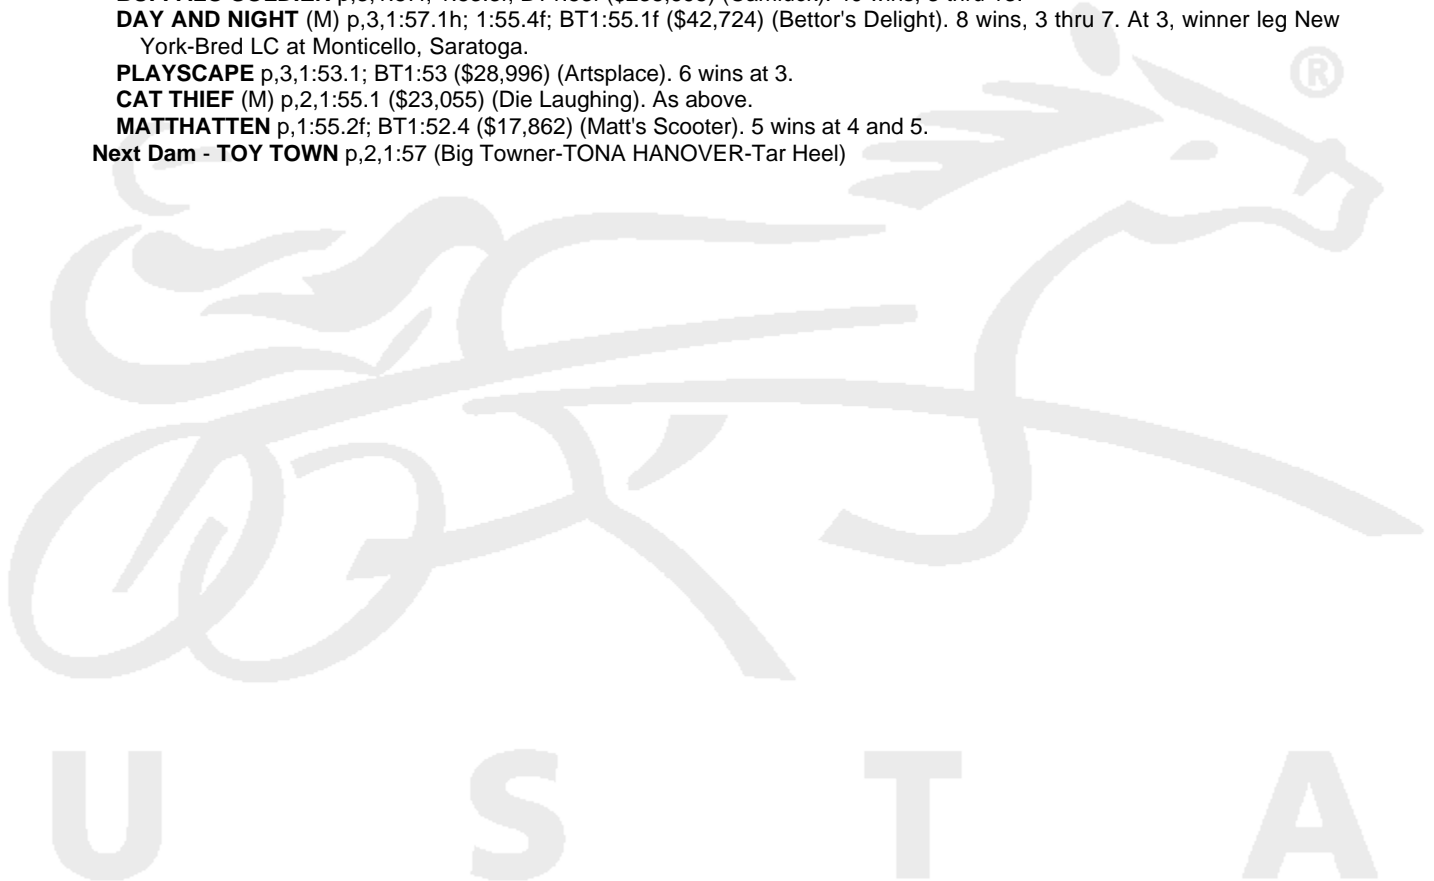 DAY AND NIGHT (M) p,3,1:57.1h; 1:55.4f; BT1:55.1f ($42,724) (Bettor's Delight). 8 wins, 3 thru 7. At 3, winner leg New
York-Bred LC at Monticello, Saratoga.
PLAYSCAPE p,3,1:53.1; BT1:53 ($28,996) (Artsplace). 6 wins at 3.
CAT THIEF (M) p,2,1:55.1 ($23,055) (Die Laughing). As above.
MATTHATTEN p,1:55.2f; BT1:52.4 ($17,862) (Matt's Scooter). 5 wins at 4 and 5.
Next Dam - TOY TOWN p,2,1:57 (Big Towner-TONA HANOVER-Tar Heel)
®
U S T A